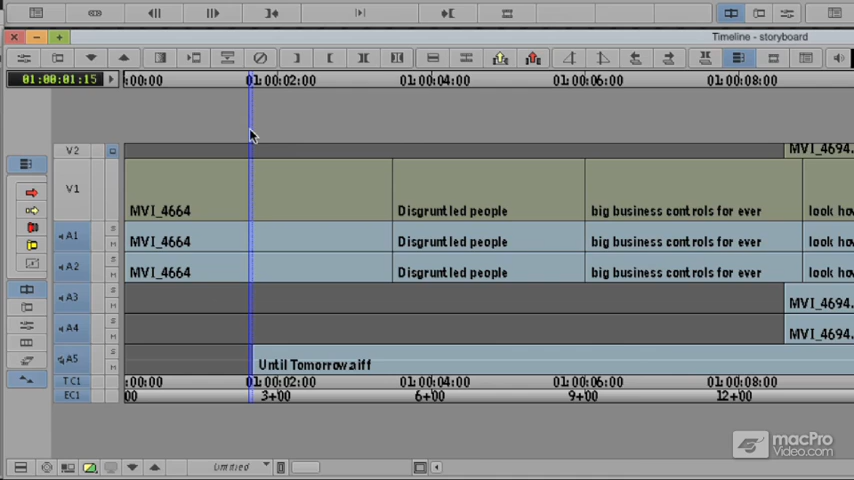 Timeline - storyboard
01:00:01:15
:00:00 01:00:02:00 01:00:04:00 01:00:06:00 01:00:08:00
V2 MVI_4694.
V1 MVI_4664 Disgruntled people big business controls for ever look ho
A1 MVI_4664 Disgruntled people big business controls for ever look ho
S
M
A2 MVI_4664 Disgruntled people big business controls for ever look ho
S
M
A3 MVI_4694.
S
M
A4 MVI_4694.
S
M
A5 Until Tomorrow.aiff
S
M
TC1 :00:00 01:00:02:00 01:00:04:00 01:00:06:00 01:00:08:00
EC1 00 3+00 6+00 9+00 12+00
Untitled
macPro
Video.com